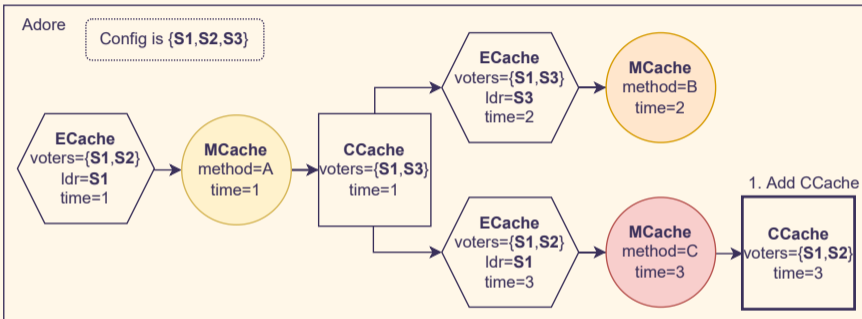 Adore
Config is {S1,S2,S3}
ECache
voters={S1,S2}
ldr=S1
time=1
MCache
method=A
time=1
CCache
voters={S1,S3}
time=1
ECache
voters={S1,S3}
ldr=S3
time=2
MCache
method=B
time=2
ECache
voters={S1,S2}
ldr=S1
time=3
MCache
method=C
time=3
1. Add CCache
CCache
voters={S1,S2}
time=3